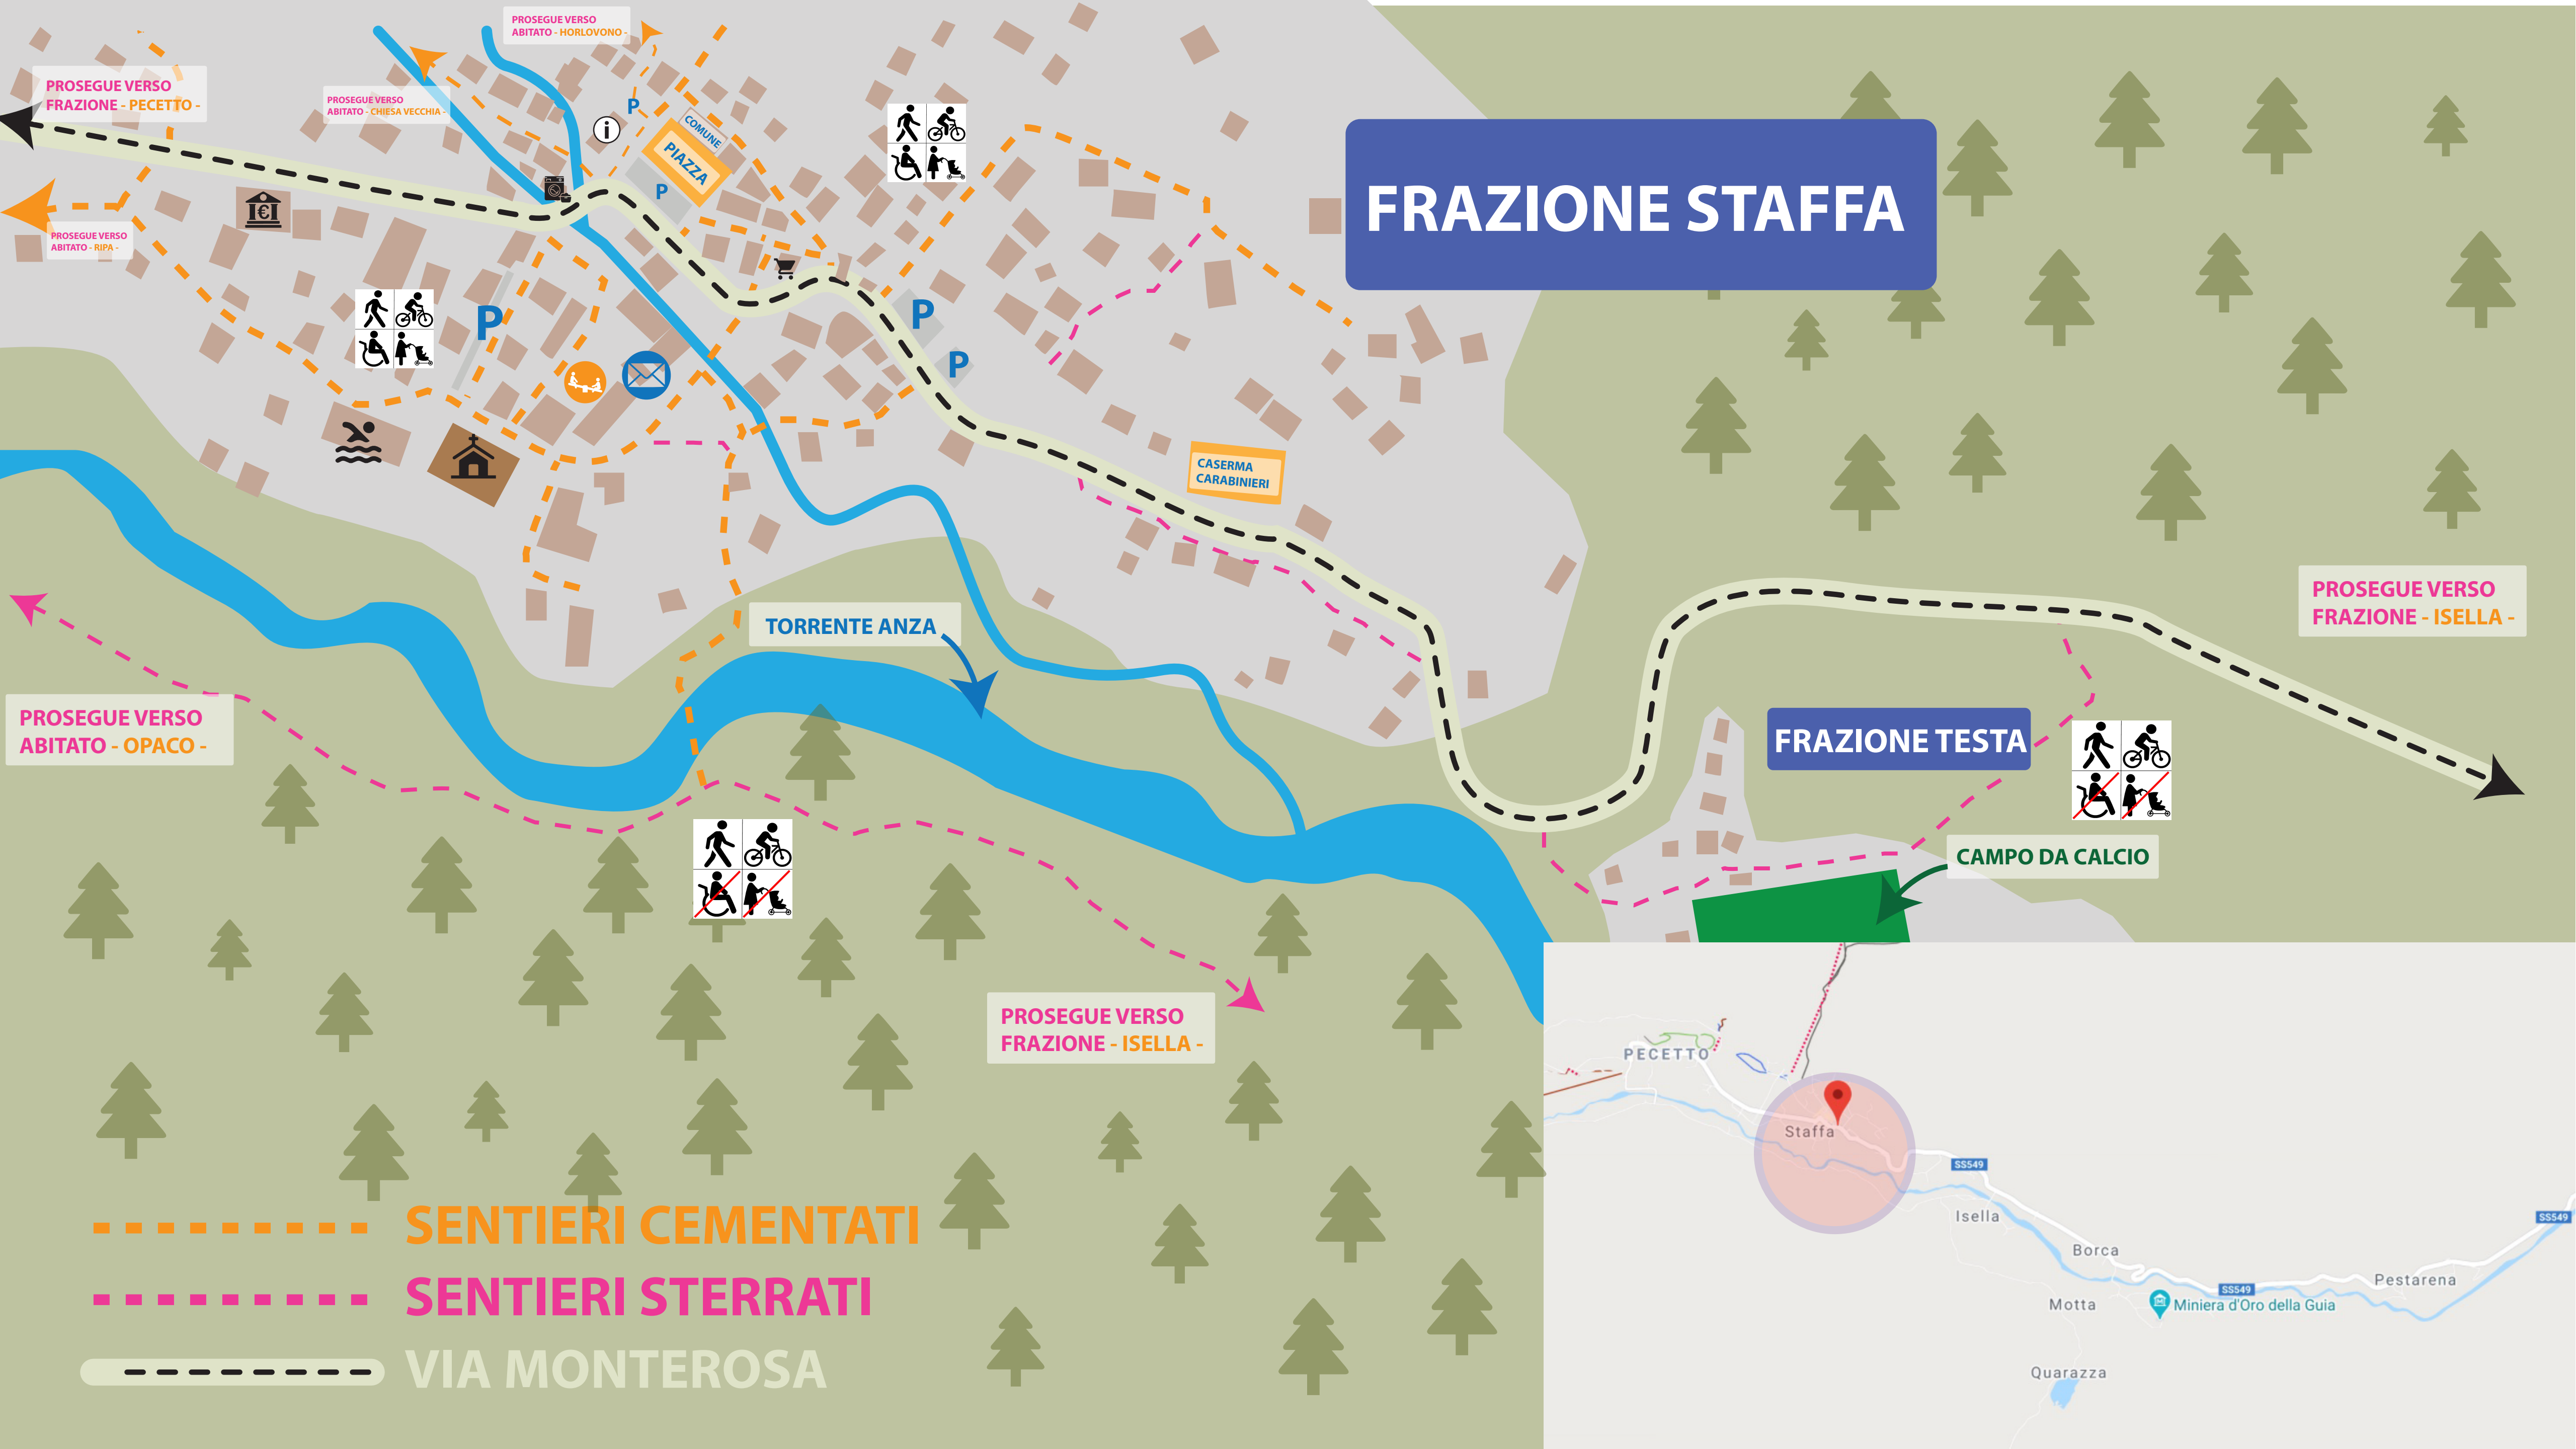 PROSEGUE VERSO
ABITATO - HORLOVONO -
PROSEGUE VERSO
FRAZIONE - PECETTO -
PROSEGUE VERSO
ABITATO - CHIESA VECCHIA -
P
i
COMUNE
PIAZZA
P
€
PROSEGUE VERSO
ABITATO - RIPA -
FRAZIONE STAFFA
P
P
P
CASERMA
CARABINIERI
PROSEGUE VERSO
FRAZIONE - ISELLA -
TORRENTE ANZA
PROSEGUE VERSO
ABITATO - OPACO -
FRAZIONE TESTA
CAMPO DA CALCIO
PROSEGUE VERSO
FRAZIONE - ISELLA -
SENTIERI CEMENTATI
SENTIERI STERRATI
VIA MONTEROSA
PECETTO
Staffa
SS549
Isella
SS549
Borca
Pestarena
SS549
Motta
Miniera d'Oro della Guia
Quarazza